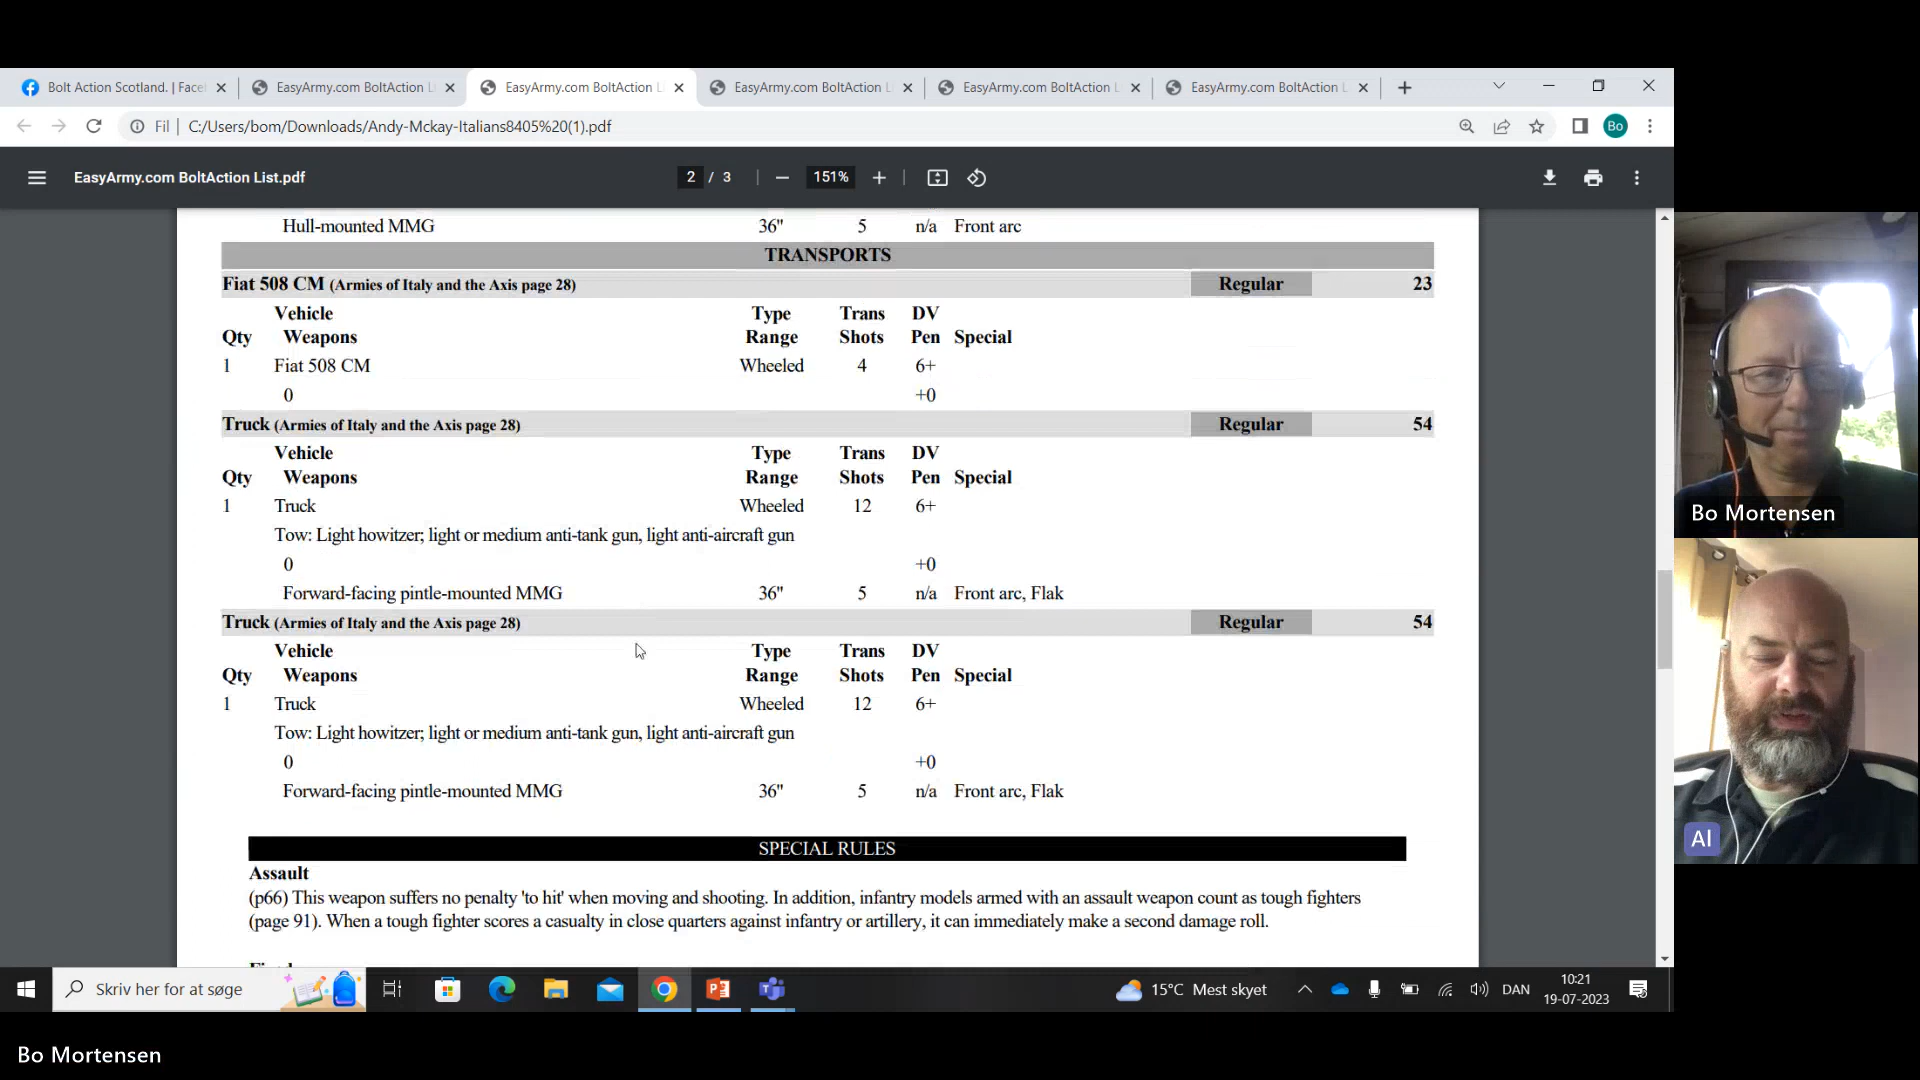 Bolt Action Scotland. | Face
EasyArmy.com BoltAction L
EasyArmy.com BoltAction L
EasyArmy.com BoltAction L
EasyArmy.com BoltAction L
EasyArmy.com BoltAction L
Fil | C:/Users/bom/Downloads/Andy-Mckay-Italians8405%20(1).pdf
Bo
EasyArmy.com BoltAction List.pdf
2 / 3
151%
Hull-mounted MMG 36" 5 n/a Front arc
TRANSPORTS
Fiat 508 CM (Armies of Italy and the Axis page 28) Regular 23
Vehicle Type Trans DV
Qty Weapons Range Shots Pen Special
1 Fiat 508 CM Wheeled 4 6+
0 +0
Truck (Armies of Italy and the Axis page 28) Regular 54
Vehicle Type Trans DV
Qty Weapons Range Shots Pen Special
1 Truck Wheeled 12 6+
Tow: Light howitzer; light or medium anti-tank gun, light anti-aircraft gun
0 +0
Forward-facing pintle-mounted MMG 36" 5 n/a Front arc, Flak
Truck (Armies of Italy and the Axis page 28) Regular 54
Vehicle Type Trans DV
Qty Weapons Range Shots Pen Special
1 Truck Wheeled 12 6+
Tow: Light howitzer; light or medium anti-tank gun, light anti-aircraft gun
0 +0
Forward-facing pintle-mounted MMG 36" 5 n/a Front arc, Flak
SPECIAL RULES
Assault
(p66) This weapon suffers no penalty 'to hit' when moving and shooting. In addition, infantry models armed with an assault weapon count as tough fighters
(page 91). When a tough fighter scores a casualty in close quarters against infantry or artillery, it can immediately make a second damage roll.
Bo Mortensen
Al
Skriv her for at søge
15°C Mest skyet
DAN
10:21
19-07-2023
Bo Mortensen